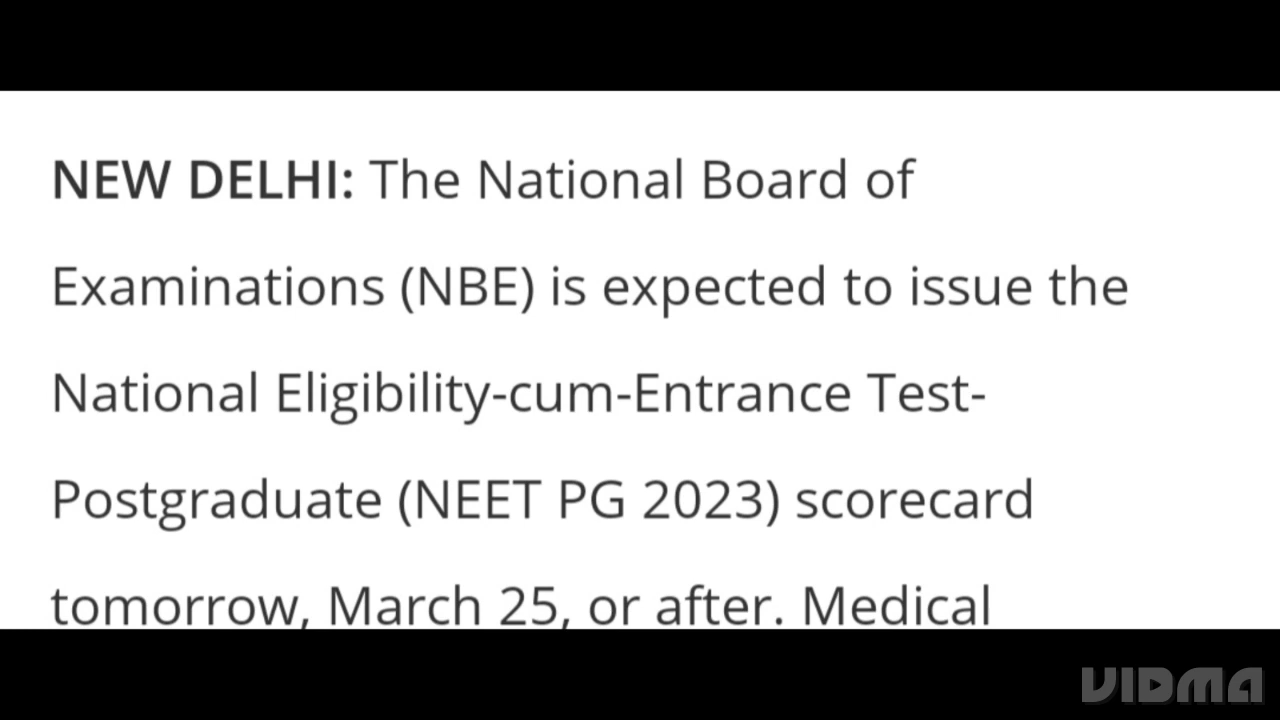 NEW DELHI: The National Board of
Examinations (NBE) is expected to issue the
National Eligibility-cum-Entrance Test-
Postgraduate (NEET PG 2023) scorecard
tomorrow, March 25, or after. Medical
VIDMA